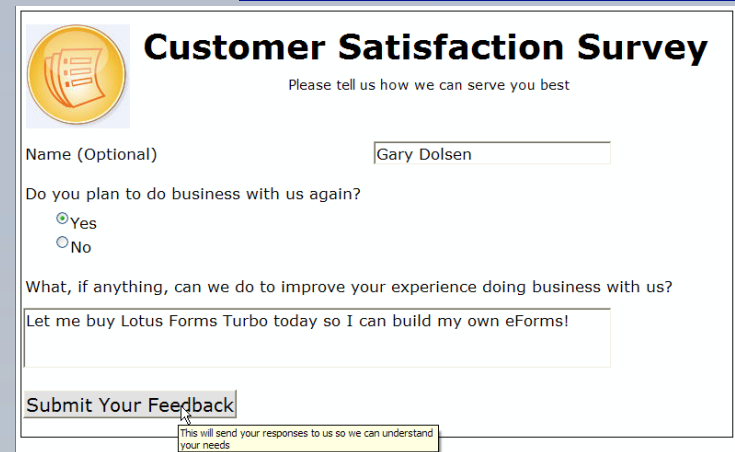 Customer Satisfaction Survey
Please tell us how we can serve you best
Name (Optional) Gary Dolsen
Do you plan to do business with us again?
Yes
No
What, if anything, can we do to improve your experience doing business with us?
Let me buy Lotus Forms Turbo today so I can build my own eForms!
Submit Your Feedback
This will send your responses to us so we can understand
your needs